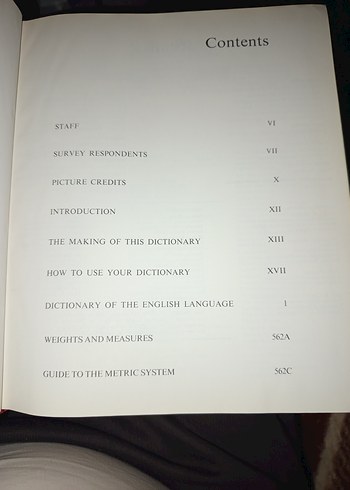 Contents
STAFF VI
SURVEY RESPONDENTS VII
PICTURE CREDITS X
INTRODUCTION XII
THE MAKING OF THIS DICTIONARY XIII
HOW TO USE YOUR DICTIONARY XVII
DICTIONARY OF THE ENGLISH LANGUAGE 1
WEIGHTS AND MEASURES 562A
GUIDE TO THE METRIC SYSTEM 562C